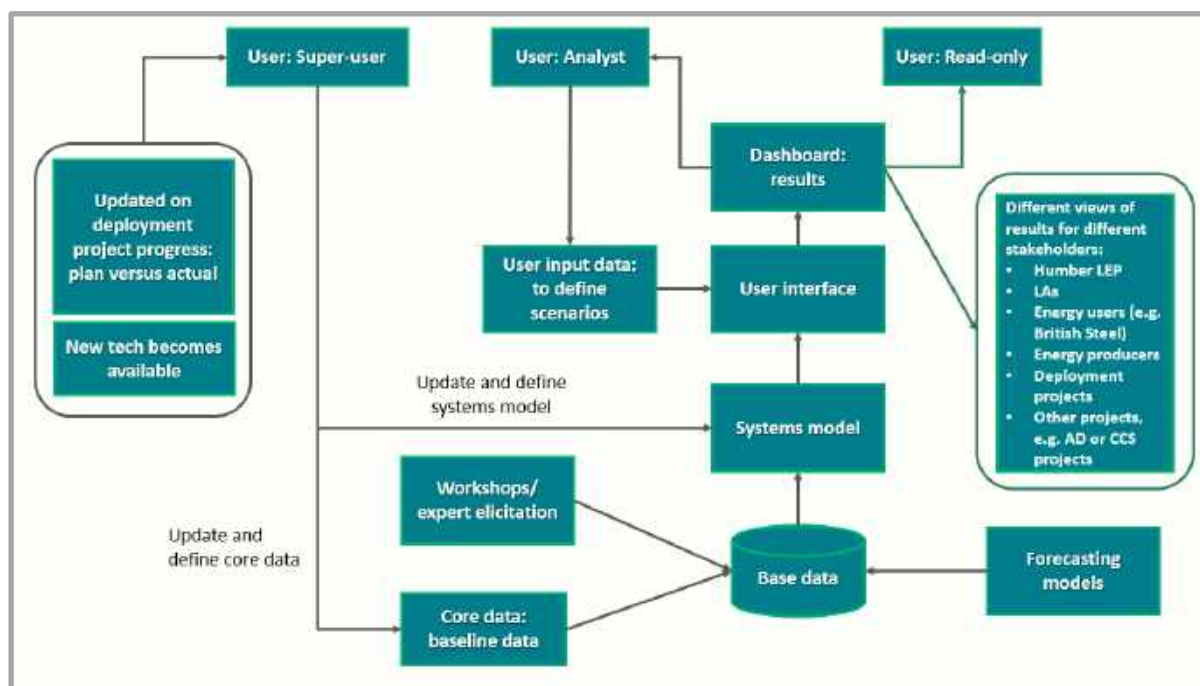 User: Super-user
User: Analyst
User: Read-only
Updated on
deployment
project progress:
plan versus actual
New tech becomes
available
Dashboard:
results
User input data:
to define
scenarios
User interface
Different views of
results for different
stakeholders:
• Humber LEP
• LAs
• Energy users (e.g.
British Steel)
• Energy producers
• Deployment
projects
• Other projects,
e.g. AD or CCS
projects
Update and define
systems model
Systems model
Workshops/
expert elicitation
Update and
define core data
Base data
Forecasting
models
Core data:
baseline data